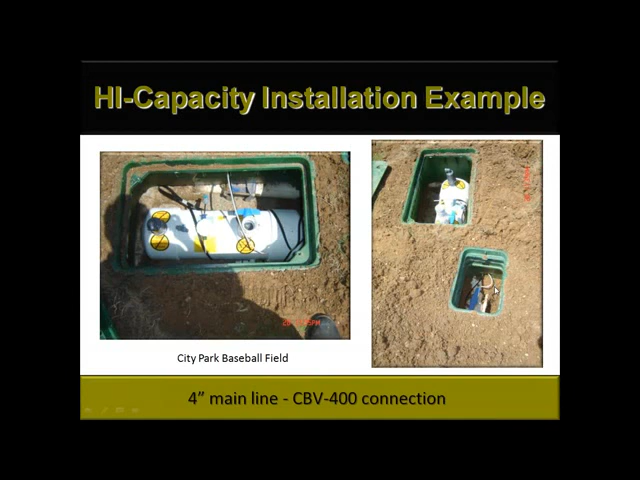 HI-Capacity Installation Example
City Park Baseball Field
4” main line - CBV-400 connection